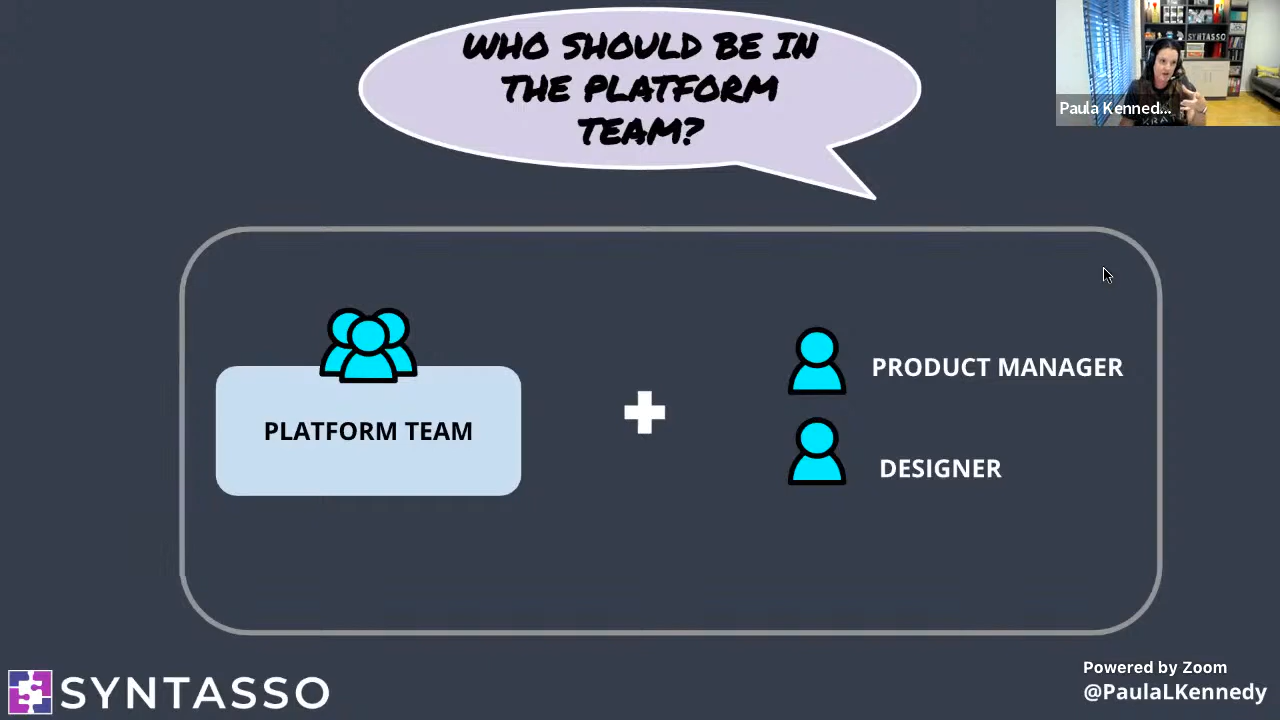 WHO SHOULD BE IN
THE PLATFORM
TEAM?
SYNTASSO
Paula Kenned...
PLATFORM TEAM
PRODUCT MANAGER
DESIGNER
SYNTASSO
Powered by Zoom
@PaulaLKennedy